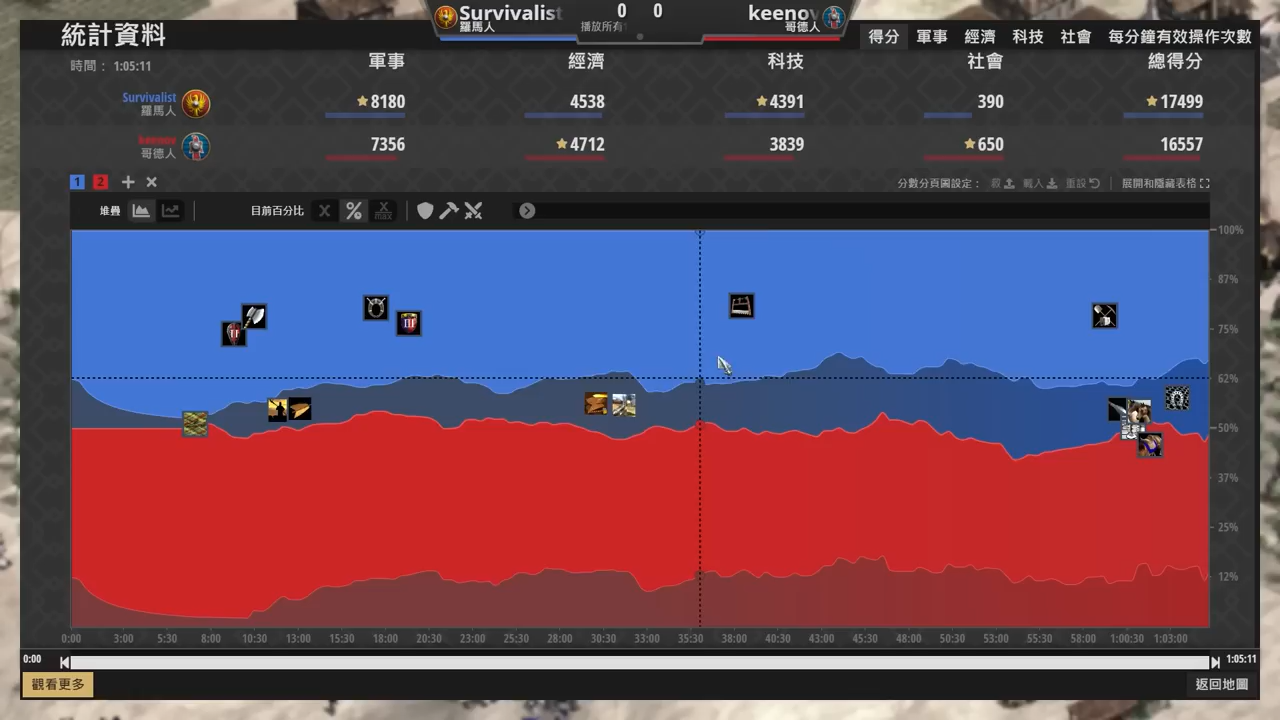 Survivalist 0 0 keenov
羅馬人 播放所有 哥德人
統計資料
得分 軍事 經濟 科技 社會 每分鐘有效操作次數
時間： 1:05:11
軍事 經濟 科技 社會 總得分
Survivalist
羅馬人
8180 4538 4391 390 17499
keenov
哥德人
7356 4712 3839 650 16557
1 2
分數分頁圖設定： 載入 重設 展開和隱藏表格
堆疊 目前百分比 X % X max
100%
87%
75%
62%
50%
37%
25%
12%
0:00 3:00 5:30 8:00 10:30 13:00 15:30 18:00 20:30 23:00 25:30 28:00 30:30 33:00 35:30 38:00 40:30 43:00 45:30 48:00 50:30 53:00 55:30 58:00 1:00:30 1:03:00
0:00 1:05:11
觀看更多 返回地圖